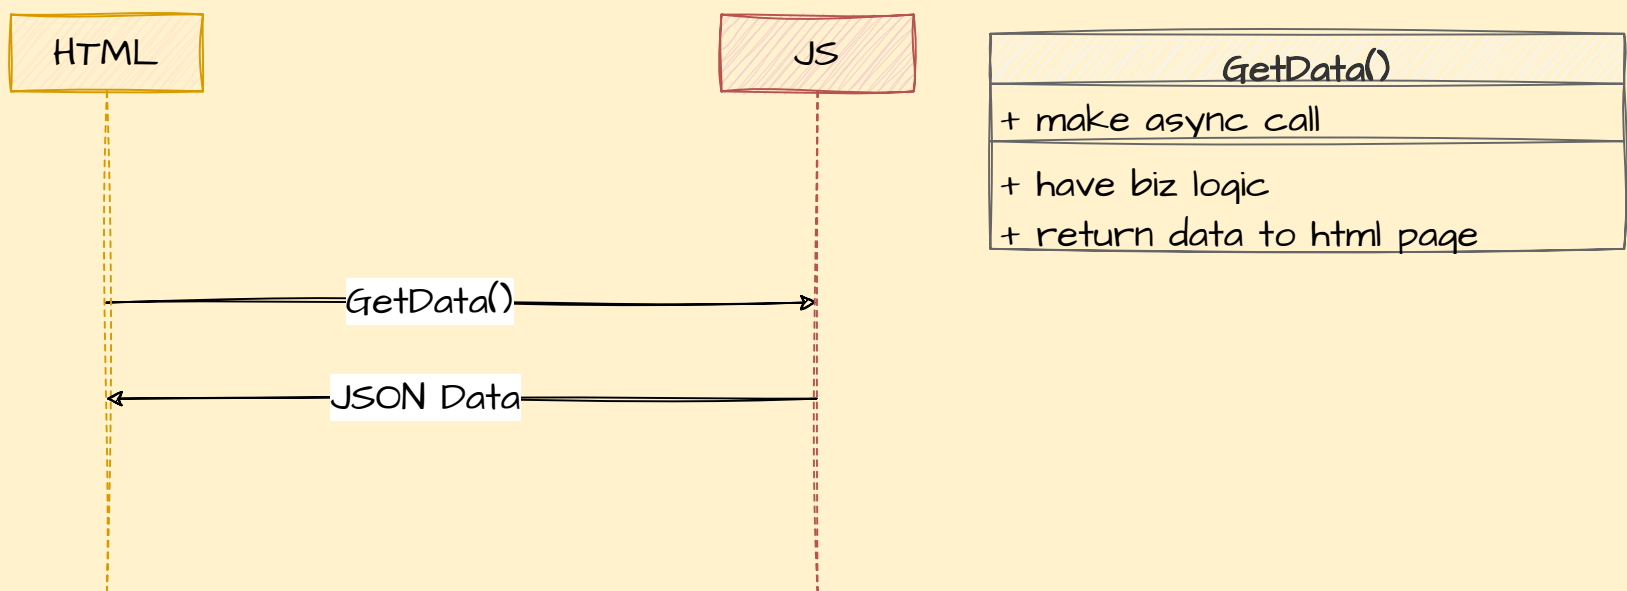 HTML
JS
GetData()
JSON Data
GetData()
+ make async call
+ have biz logic
+ return data to html page